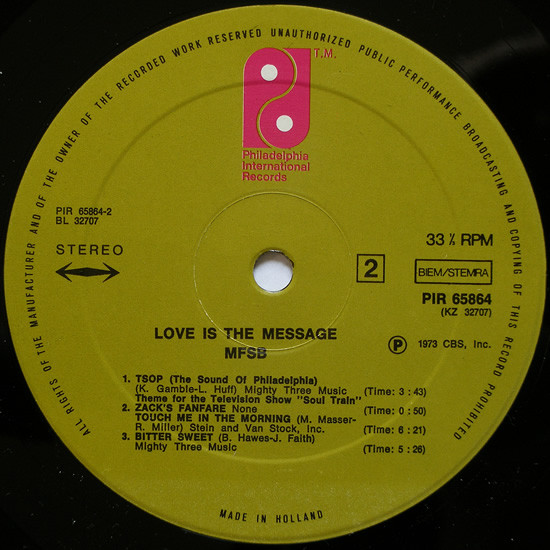 ALL RIGHTS OF THE MANUFACTURER AND OF THE OWNER OF THE RECORDED WORK RESERVED UNAUTHORIZED PUBLIC PERFORMANCE BROADCASTING AND COPYING OF THIS RECORD PROHIBITED
T.M.
Philadelphia
International
Records
PIR 65864-2
BL 32707
STEREO
2
33⅓ RPM
BIEM/STEMRA
PIR 65864
(KZ 32707)
LOVE IS THE MESSAGE
MFSB
Ⓟ 1973 CBS, Inc.
1. TSOP (The Sound Of Philadelphia)
(K. Gamble-L. Huff) Mighty Three Music (Time: 3 : 43)
Theme for the Television Show "Soul Train"
2. ZACK'S FANFARE None (Time: 0 : 50)
TOUCH ME IN THE MORNING (M. Masser-
R. Miller) Stein and Van Stock, Inc. (Time: 6 : 21)
3. BITTER SWEET (B. Hawes-J. Faith)
Mighty Three Music (Time: 5 : 26)
MADE IN HOLLAND